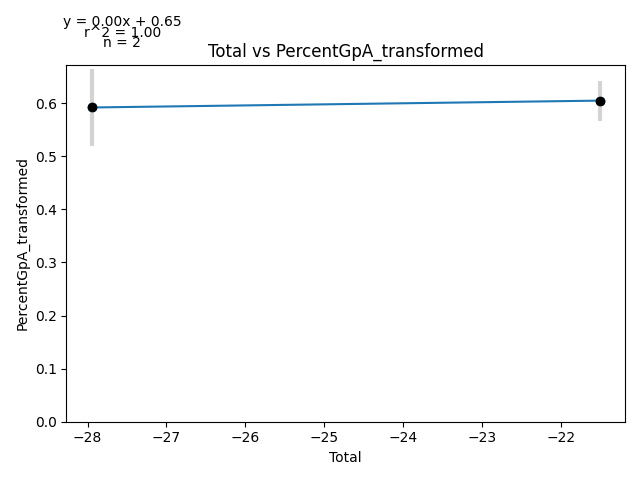 y = 0.00x + 0.65
r^2 = 1.00
n = 2
Total vs PercentGpA_transformed
PercentGpA_transformed
0.6
0.5
0.4
0.3
0.2
0.1
0.0
−28 −27 −26 −25 −24 −23 −22
Total